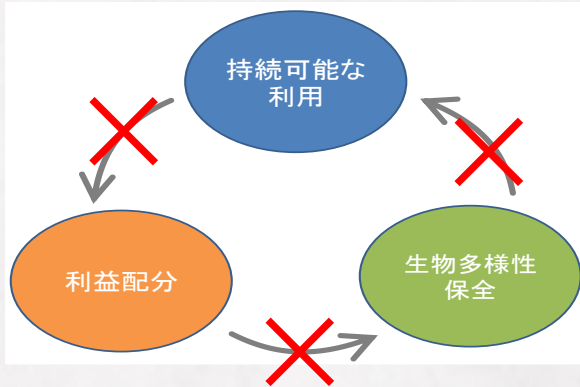 持続可能な
利用
利益配分
生物多様性
保全